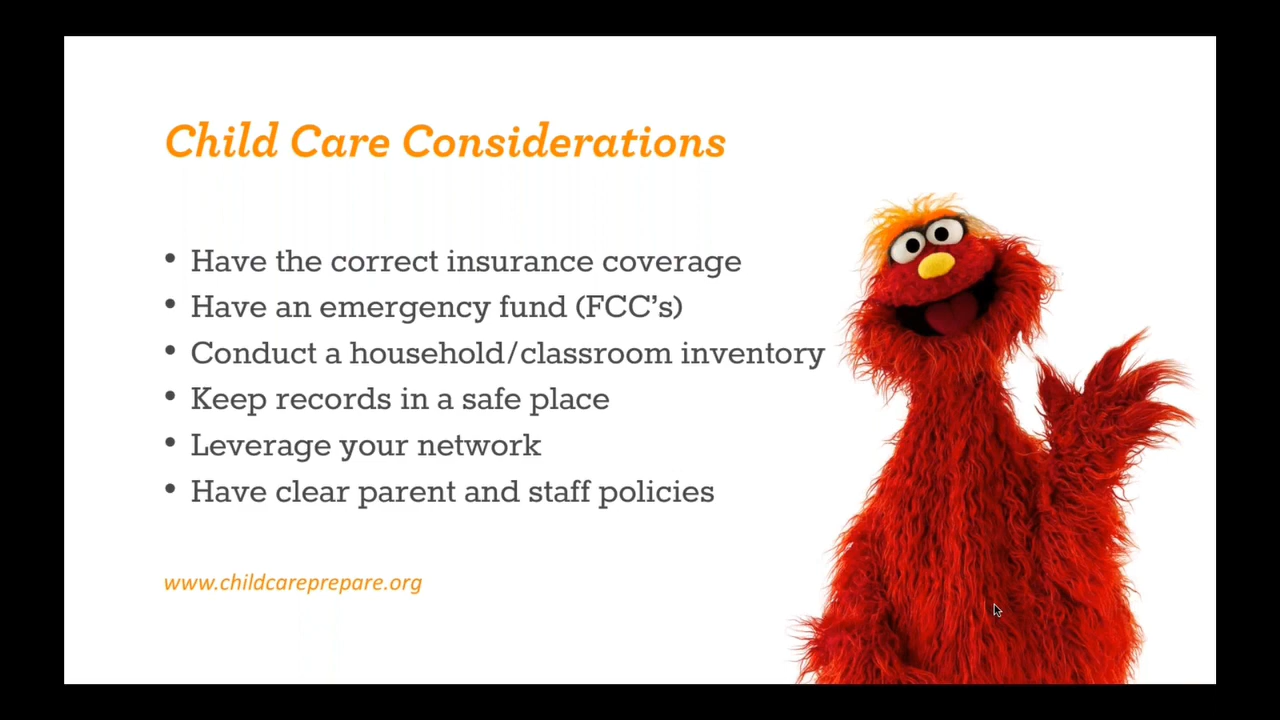 Child Care Considerations
• Have the correct insurance coverage
• Have an emergency fund (FCC’s)
• Conduct a household/classroom inventory
• Keep records in a safe place
• Leverage your network
• Have clear parent and staff policies
www.childcareprepare.org